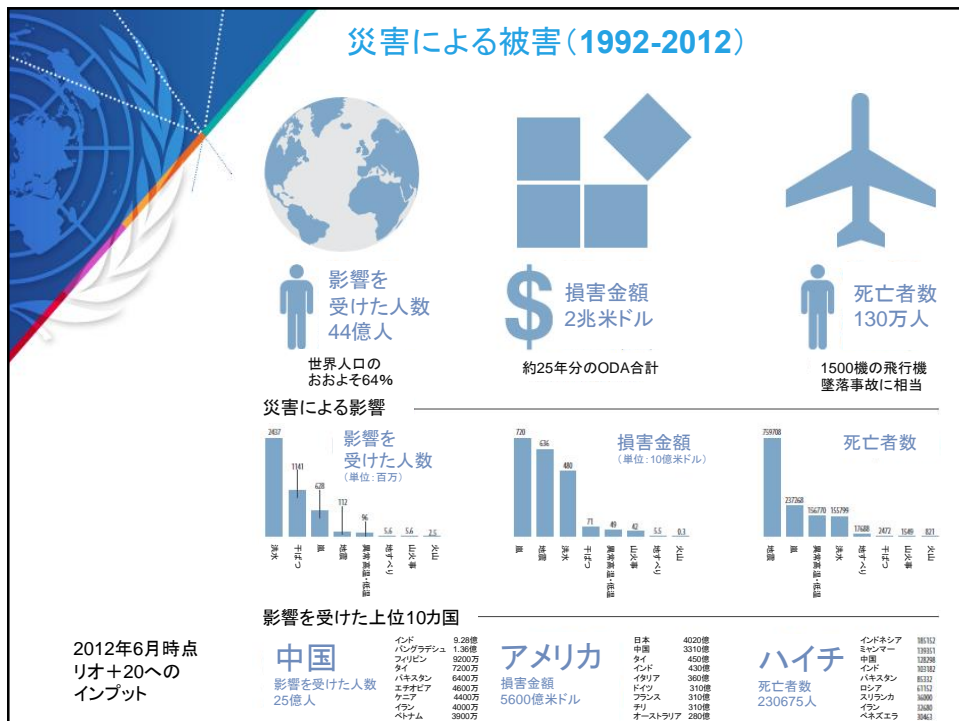 災害による被害(1992-2012)
影響を
受けた人数
44億人
世界人口の
おおよそ64%
$
損害金額
2兆米ドル
約25年分のODA合計
死亡者数
130万人
1500機の飛行機
墜落事故に相当
災害による影響
影響を
受けた人数
(単位:百万)
2437
1141
628
112
96
5.6
5.6
2.5
洪水
干ばつ
嵐
地震
異常高温・低温
地すべり
山火事
火山
損害金額
(単位:10億米ドル)
720
636
480
71
49
42
5.5
0.3
嵐
地震
洪水
干ばつ
異常高温・低温
山火事
地すべり
火山
死亡者数
759708
237268
156770
155799
17688
2472
1549
821
地震
嵐
異常高温・低温
洪水
地すべり
干ばつ
山火事
火山
影響を受けた上位10カ国
2012年6月時点
リオ+20への
インプット
中国
影響を受けた人数
25億人
インド 9.28億
バングラデシュ 1.36億
フィリピン 9200万
タイ 7200万
パキスタン 6400万
エチオピア 4600万
ケニア 4400万
イラン 4000万
ベトナム 3900万
アメリカ
損害金額
5600億米ドル
日本 4020億
中国 3310億
タイ 450億
インド 430億
イタリア 360億
ドイツ 310億
フランス 310億
チリ 310億
オーストラリア 280億
ハイチ
死亡者数
230675人
インドネシア 185152
ミャンマー 139351
中国 128298
インド 103182
パキスタン 85332
ロシア 61152
スリランカ 36000
イラン 32680
ベネズエラ 30463